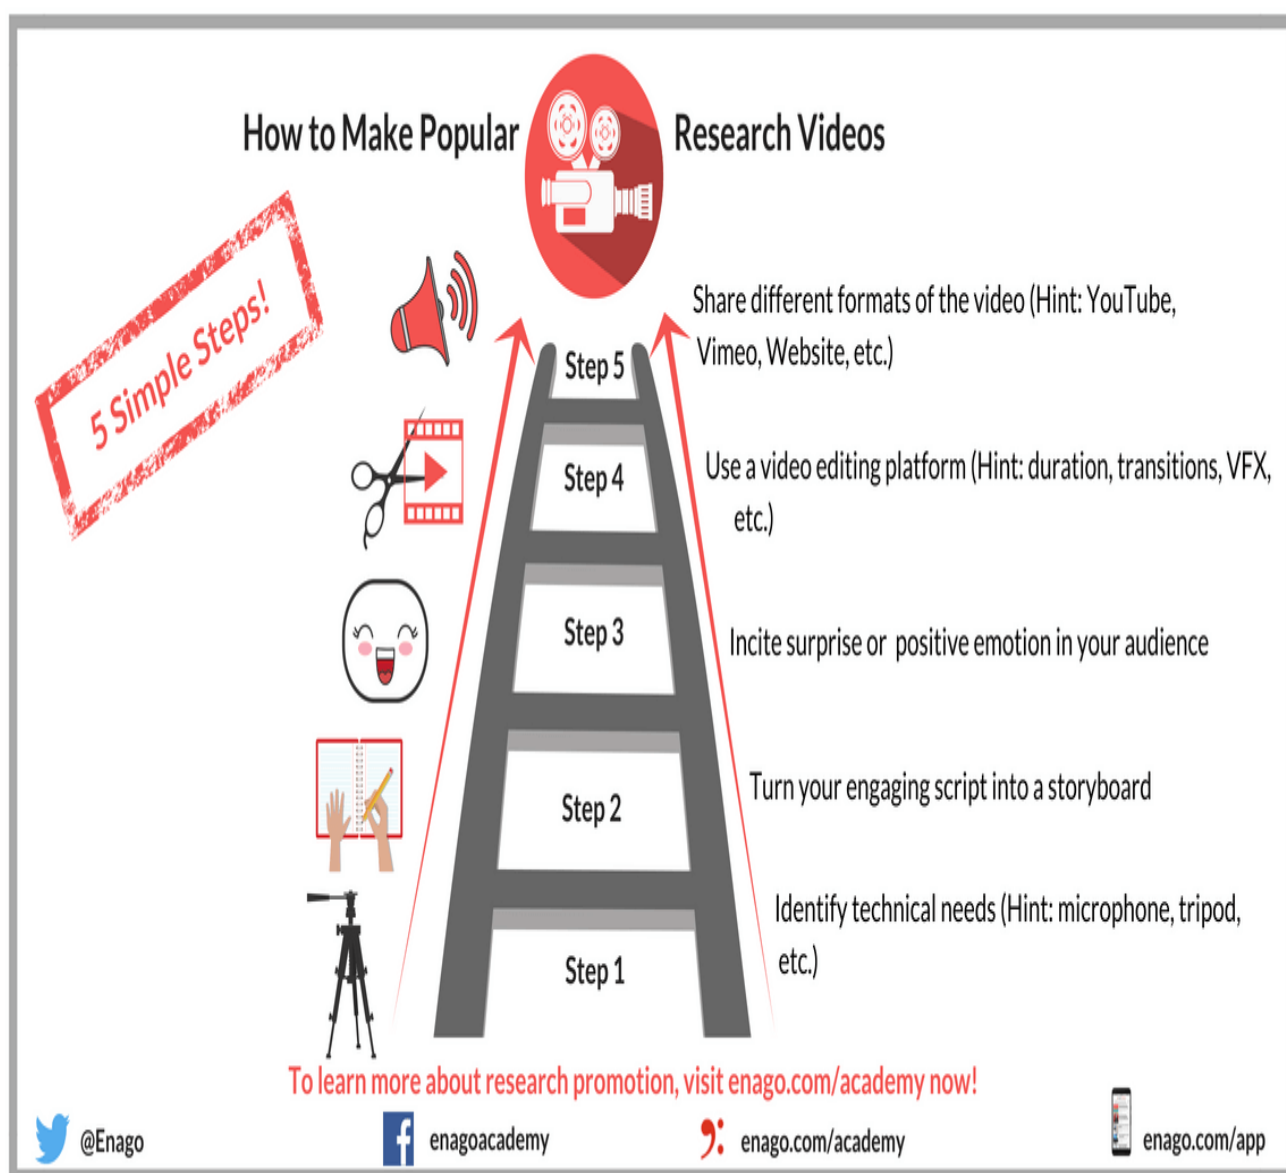 How to Make Popular Research Videos
5 Simple Steps!
Step 5
Share different formats of the video (Hint: YouTube,
Vimeo, Website, etc.)
Step 4
Use a video editing platform (Hint: duration, transitions, VFX,
etc.)
Step 3
Incite surprise or positive emotion in your audience
Step 2
Turn your engaging script into a storyboard
Step 1
Identify technical needs (Hint: microphone, tripod,
etc.)
To learn more about research promotion, visit enago.com/academy now!
@Enago
enagoacademy
enago.com/academy
enago.com/app